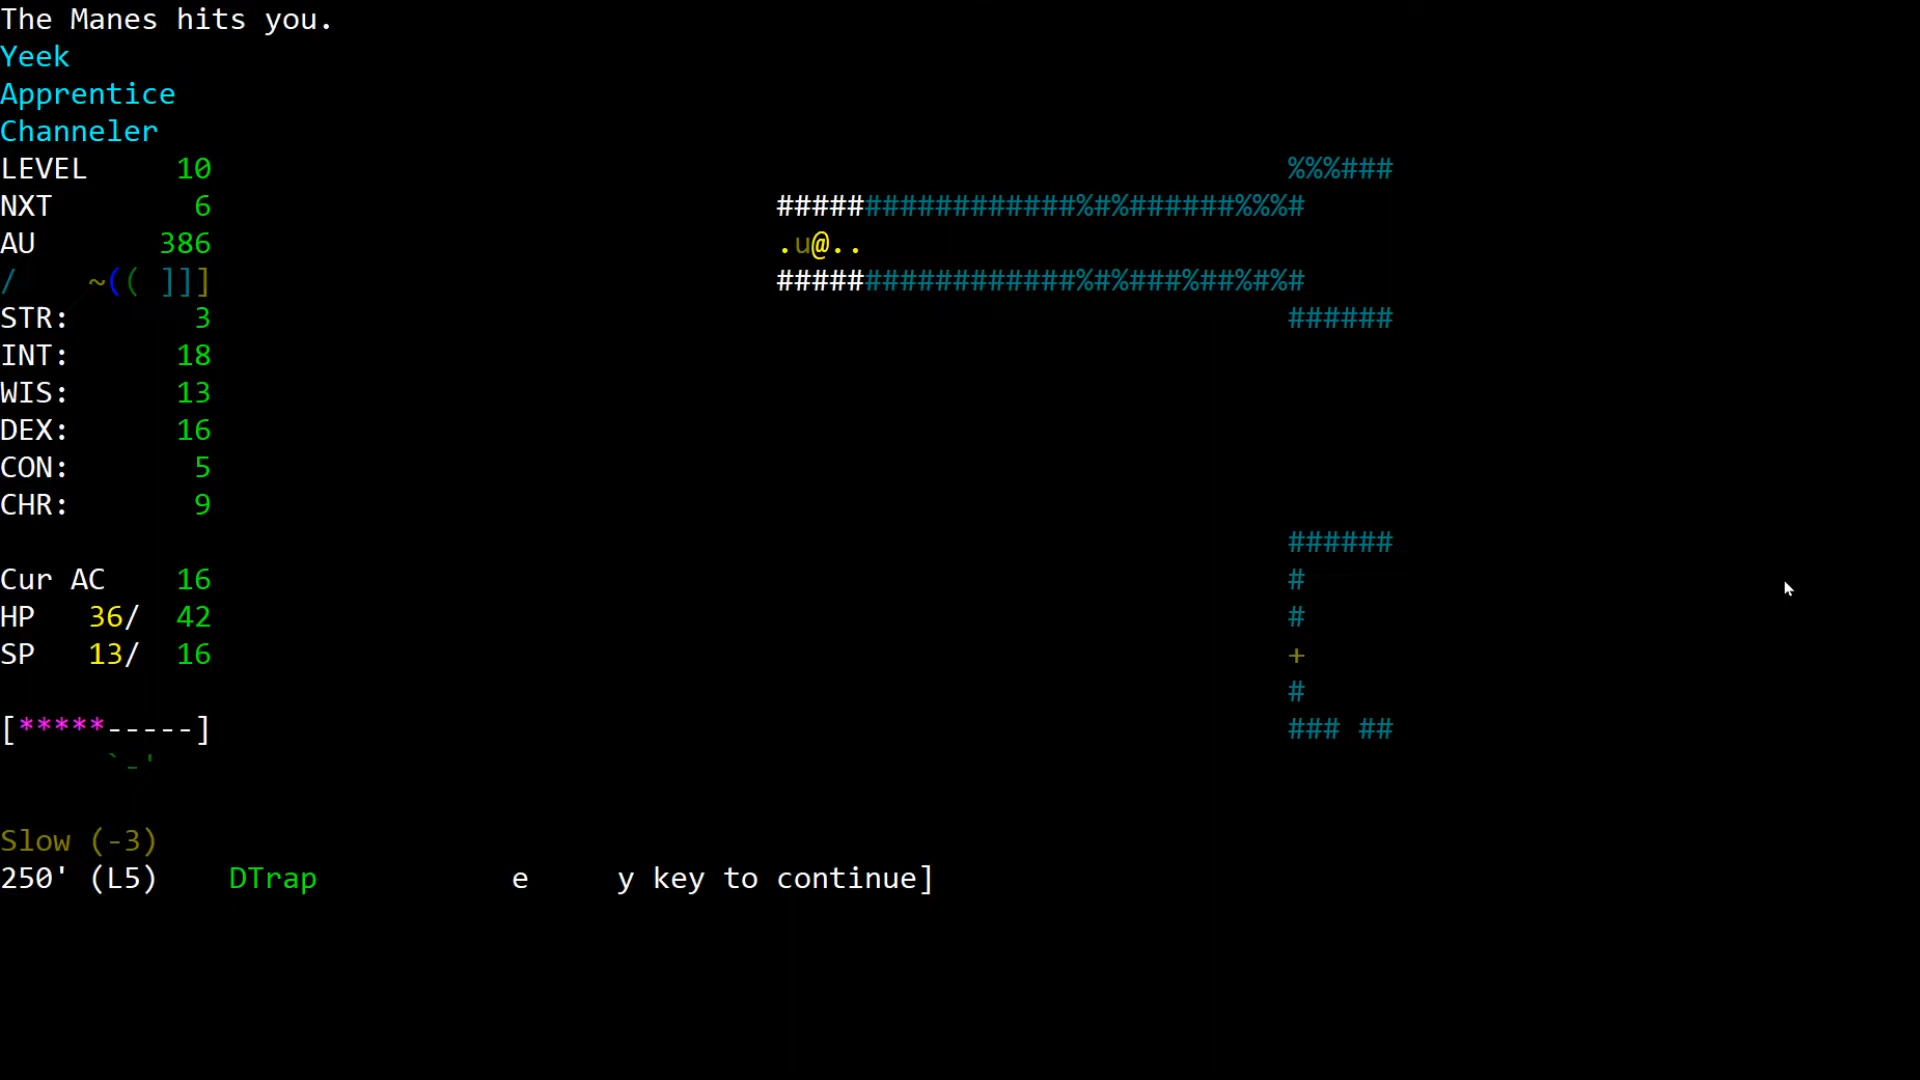 The Manes hits you.
Yeek
Apprentice
Channeler
LEVEL 10 %%%###
NXT 6 #################%#%######%%%#
AU 386 .u@..
/ ~(( ]]] #################%#%###%##%#%#
STR: 3 ######
INT: 18
WIS: 13
DEX: 16
CON: 5
CHR: 9
######
Cur AC 16 #
HP 36/ 42 #
SP 13/ 16 +
#
[*****-----] ### ##
`-'
Slow (-3)
250' (L5) DTrap e y key to continue]